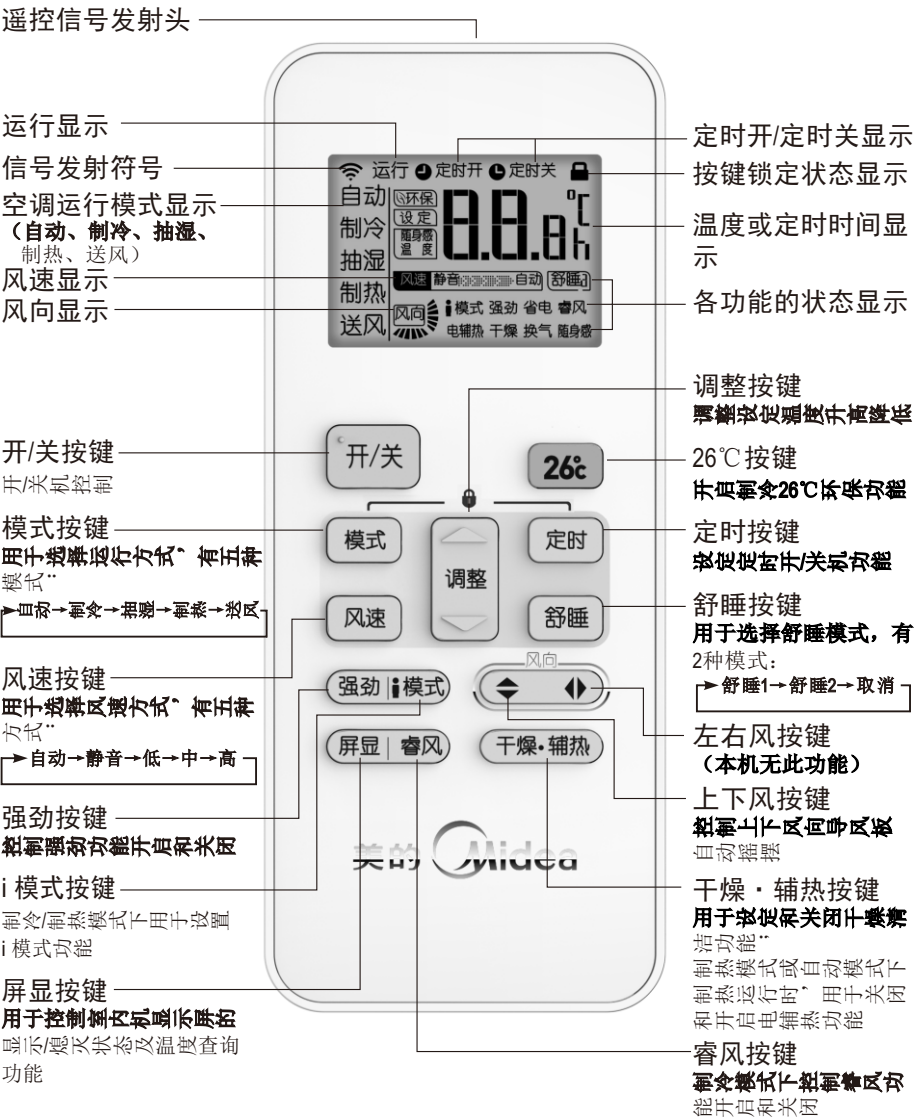 遥控信号发射头
运行显示
信号发射符号
空调运行模式显示
（自动、制冷、抽湿、
制热、送风）
风速显示
风向显示
开/关按键
开/关机控制
模式按键
用于选择运行方式，有五种
模式：
自动→制冷→抽湿→制热→送风
风速按键
用于选择风速方式，有五种
方式：
自动→静音→低→中→高
强劲按键
控制强劲功能开启和关闭
i 模式按键
制冷/制热模式下用于设置
i 模式功能
屏显按键
用于控制室内机显示屏的
显示/熄灭状态及温度查询
功能
运行 定时开 定时关
自动
制冷
抽湿
制热
送风
环保
设定
随身感
温度
8.8.8 ℃ h
风速 静音 自动 舒睡
风向
i模式 强劲 省电 睿风
电辅热 干燥 换气 随身感
开/关
26℃
模式
调整
定时
风速
舒睡
风向
强劲 i模式
屏显 睿风
干燥·辅热
美的 Midea
定时开/定时关显示
按键锁定状态显示
温度或定时时间显
示
各功能的状态显示
调整按键
调整设定温度升高降低
26℃按键
开启制冷26℃环保功能
定时按键
设定定时开/关机功能
舒睡按键
用于选择舒睡模式，有
2种模式：
舒睡1→舒睡2→取消
左右风按键
（本机无此功能）
上下风按键
控制上下风向导风板
自动摇摆
干燥·辅热按键
用于设定和关闭干燥清
洁功能；
制热模式或自动模式下
制热运行时，用于关闭
和开启电辅热功能
睿风按键
制冷模式下控制睿风功
能开启和关闭